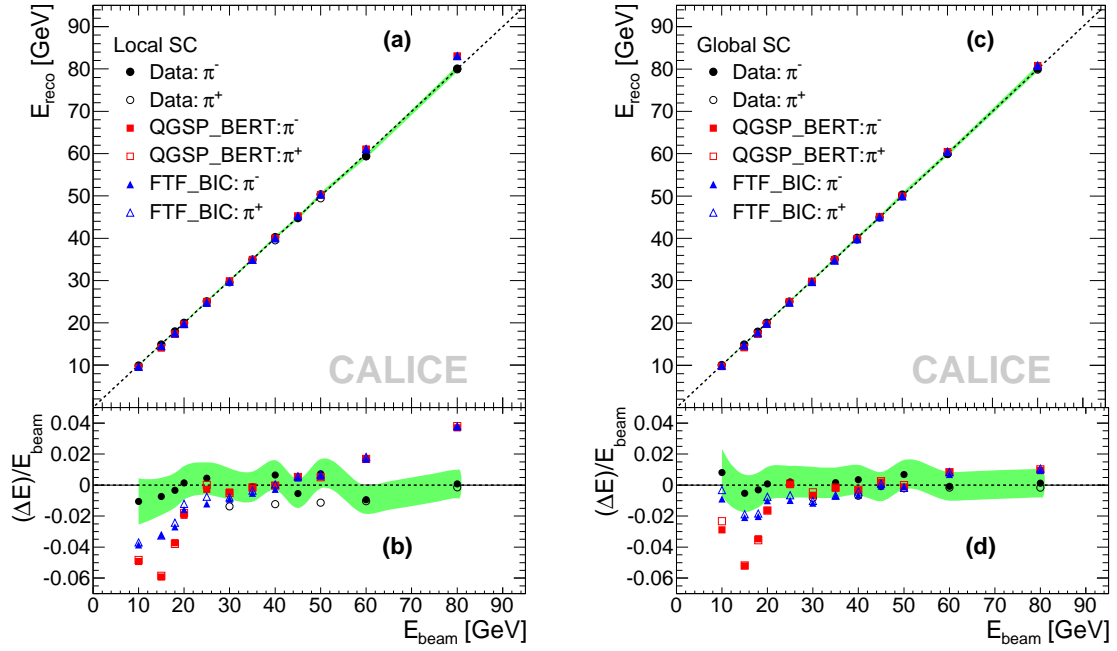 E_reco [GeV]
90
80
70
60
50
40
30
20
10
Local SC
(a)
Data: π⁻
Data: π⁺
QGSP_BERT:π⁻
QGSP_BERT:π⁺
FTF_BIC: π⁻
FTF_BIC: π⁺
CALICE
(ΔE)/E_beam
0.04
0.02
0
-0.02
-0.04
-0.06
(b)
0 10 20 30 40 50 60 70 80 90
E_beam [GeV]
E_reco [GeV]
90
80
70
60
50
40
30
20
10
Global SC
(c)
Data: π⁻
Data: π⁺
QGSP_BERT:π⁻
QGSP_BERT:π⁺
FTF_BIC: π⁻
FTF_BIC: π⁺
CALICE
(ΔE)/E_beam
0.04
0.02
0
-0.02
-0.04
-0.06
(d)
0 10 20 30 40 50 60 70 80 90
E_beam [GeV]